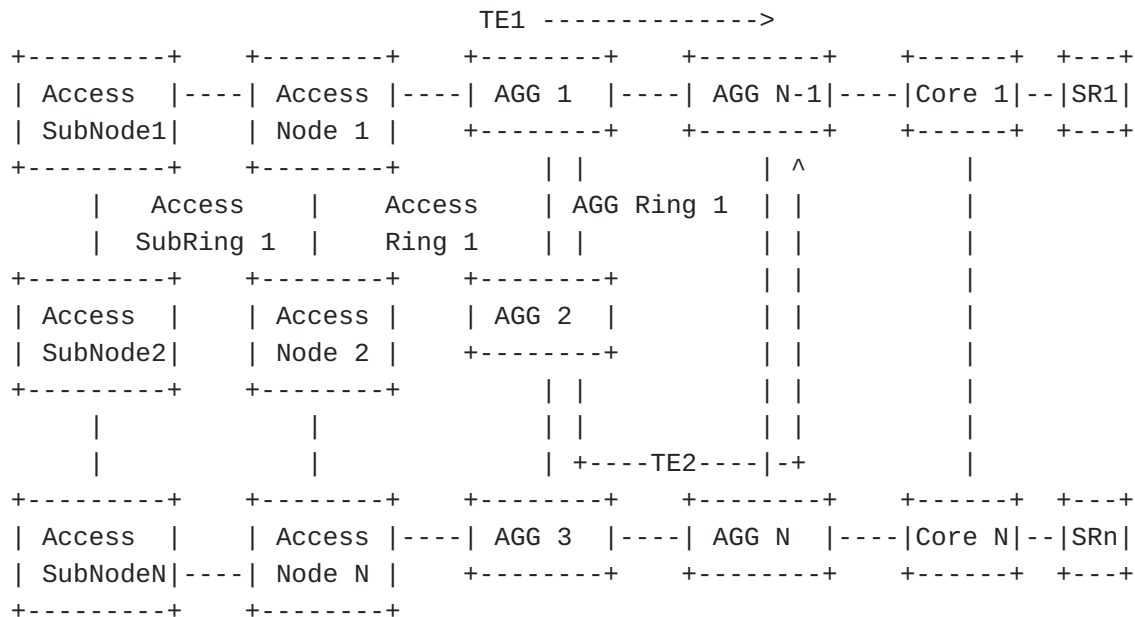 TE1 -------------->
+---------+    +--------+    +--------+    +--------+    +------+  +---+
| Access  |----| Access |----| AGG 1  |----| AGG N-1|----|Core 1|--|SR1|
| SubNode1|    | Node 1 |    +--------+    +--------+    +------+  +---+
+---------+    +--------+         | |           | ^          |
     |   Access    |    Access    | AGG Ring 1  | |          |
     |  SubRing 1  |    Ring 1    | |           | |          |
+---------+    +--------+    +--------+         | |          |
| Access  |    | Access |    | AGG 2  |         | |          |
| SubNode2|    | Node 2 |    +--------+         | |          |
+---------+    +--------+         | |           | |          |
     |             |              | |           | |          |
     |             |              | +----TE2----|-+          |
+---------+    +--------+    +--------+    +--------+    +------+  +---+
| Access  |    | Access |----| AGG 3  |----| AGG N  |----|Core N|--|SRn|
| SubNodeN|----| Node N |    +--------+    +--------+    +------+  +---+
+---------+    +--------+